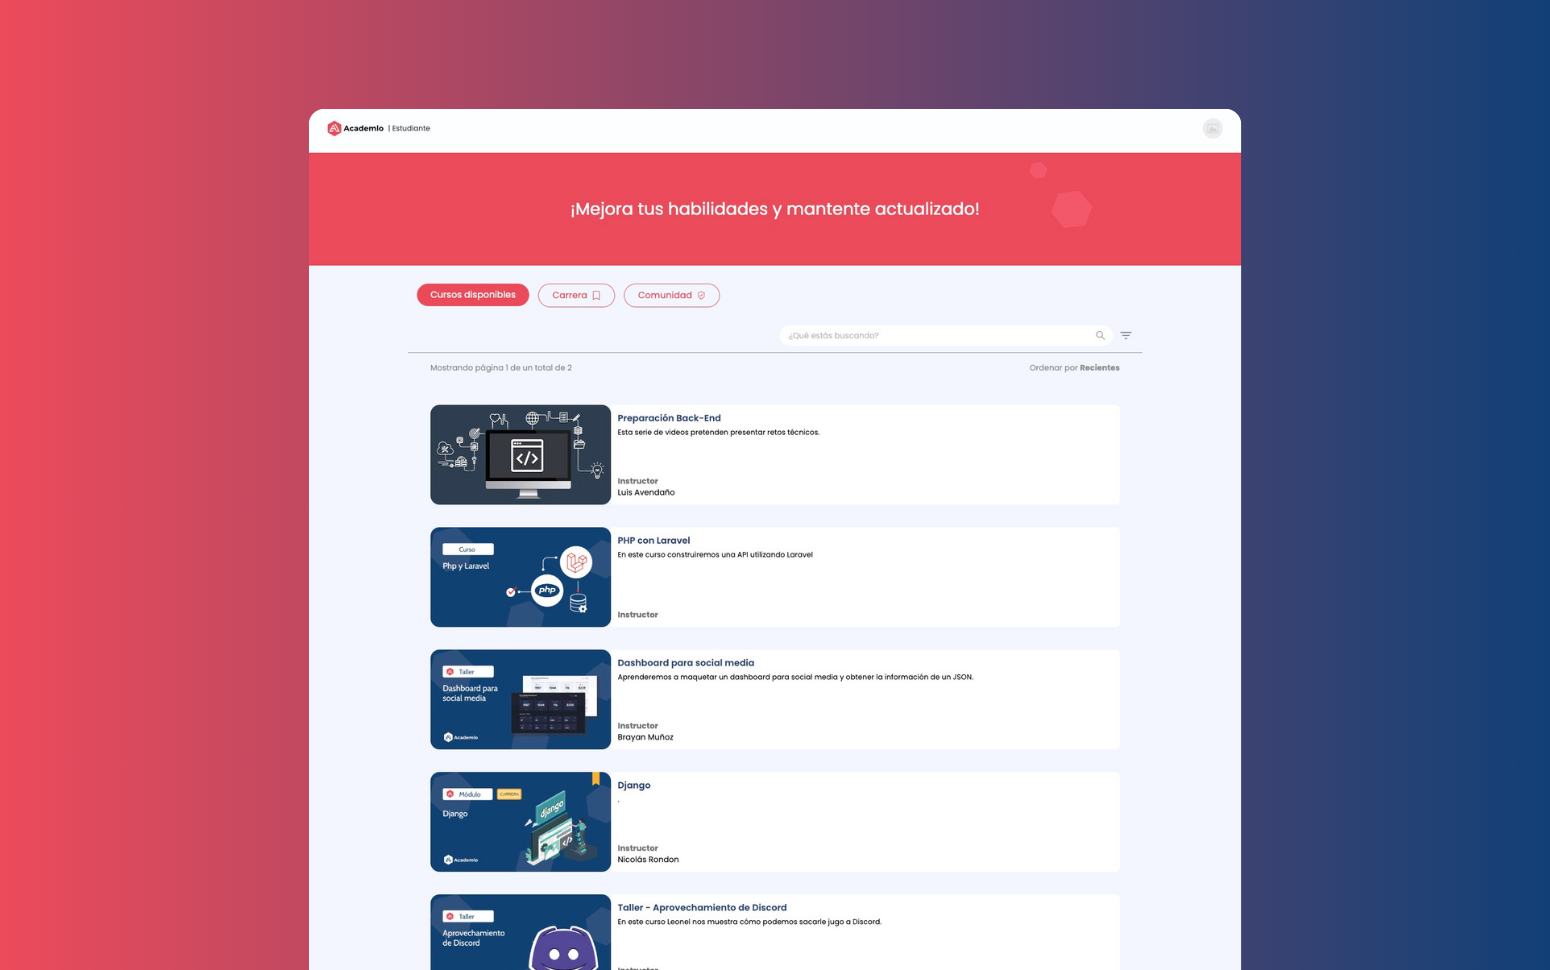 Academlo | Estudiante
¡Mejora tus habilidades y mantente actualizado!
Cursos disponibles
Carrera
Comunidad
¿Qué estás buscando?
Mostrando página 1 de un total de 2
Ordenar por Recientes
Preparación Back-End
Esta serie de videos pretenden presentar retos técnicos.
Instructor
Luis Avendaño
Curso
Php y Laravel
php
PHP con Laravel
En este curso construiremos una API utilizando Laravel
Instructor
Taller
Dashboard para
social media
Academlo
Dashboard para social media
Aprenderemos a maquetar un dashboard para social media y obtener la información de un JSON.
Instructor
Brayan Muñoz
Módulo
CARRERA
Django
django
Academlo
Django
.
Instructor
Nicolás Rondon
Taller
Aprovechamiento
de Discord
Taller - Aprovechamiento de Discord
En este curso Leonel nos muestra cómo podemos sacarle jugo a Discord.
Instructor